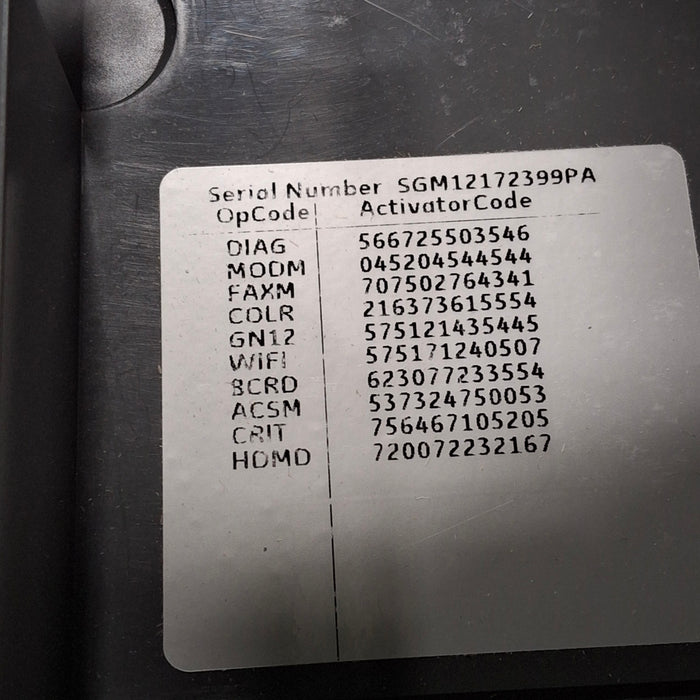 Serial Number SGM12172399PA
OpCode ActivatorCode
DIAG 566725503546
MODM 045204544544
FAXM 707502764341
COLR 216373615554
GN12 575121435445
WiFi 575171240507
BCRD 623077233554
ACSM 537324750053
CRIT 756467105205
HDMD 720072232167